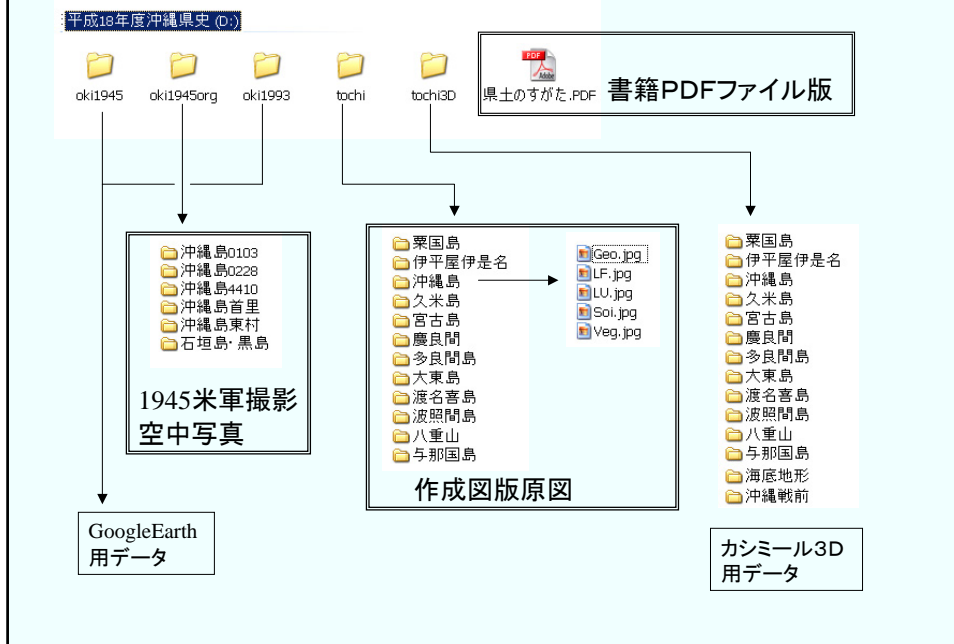 平成18年度沖縄県史 (D:)
oki1945
oki1945org
oki1993
tochi
tochi3D
PDF
Adobe
県土のすがた.PDF
書籍PDFファイル版
沖縄島0103
沖縄島0228
沖縄島4410
沖縄島首里
沖縄島東村
石垣島・黒島
1945米軍撮影
空中写真
粟国島
伊平屋伊是名
沖縄島
久米島
宮古島
慶良間
多良間島
大東島
渡名喜島
波照間島
八重山
与那国島
Geo.jpg
LF.jpg
LU.jpg
Soi.jpg
Veg.jpg
作成図版原図
粟国島
伊平屋伊是名
沖縄島
久米島
宮古島
慶良間
多良間島
大東島
渡名喜島
波照間島
八重山
与那国島
海底地形
沖縄戦前
GoogleEarth
用データ
カシミール3D
用データ